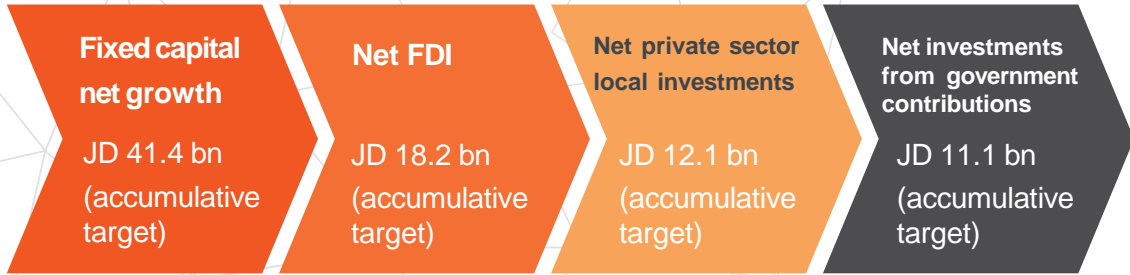 Fixed capital
net growth
JD 41.4 bn
(accumulative
target)
Net FDI
JD 18.2 bn
(accumulative
target)
Net private sector
local investments
JD 12.1 bn
(accumulative
target)
Net investments
from government
contributions
JD 11.1 bn
(accumulative
target)